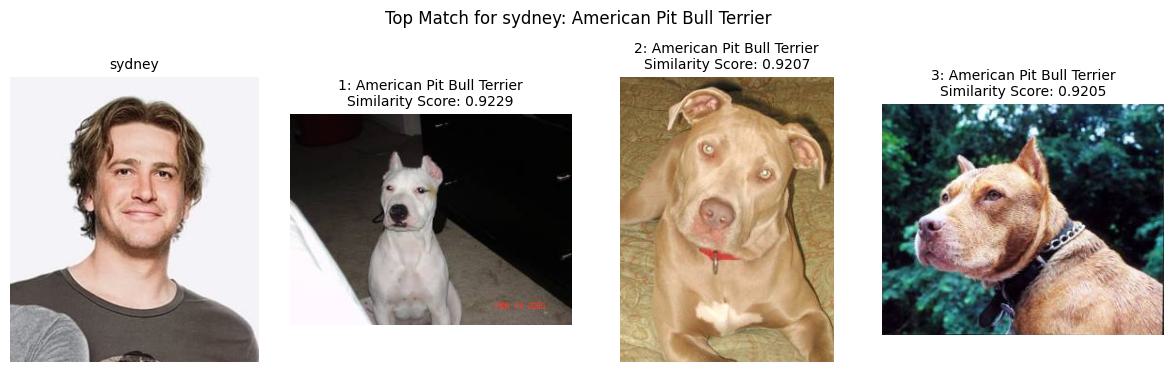 Top Match for sydney: American Pit Bull Terrier
sydney
1: American Pit Bull Terrier
Similarity Score: 0.9229
2: American Pit Bull Terrier
Similarity Score: 0.9207
3: American Pit Bull Terrier
Similarity Score: 0.9205